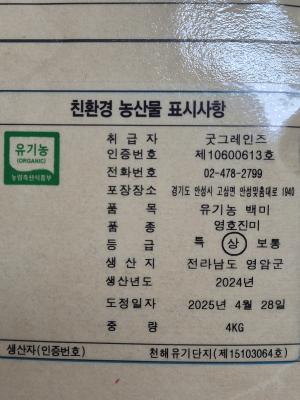 친환경 농산물 표시사항
유기농
(ORGANIC)
농림축산식품부
취급자 굿그레인즈
인증번호 제10600613호
전화번호 02-478-2799
포장장소 경기도 안성시 고삼면 안성맞춤대로 1940
품목 유기농 백미
품종 영호진미
등급 특 상 보통
생산지 전라남도 영암군
생산년도 2024년
도정일자 2025년 4월 28일
중량 4KG
생산자(인증번호) 천해유기단지(제15103064호)